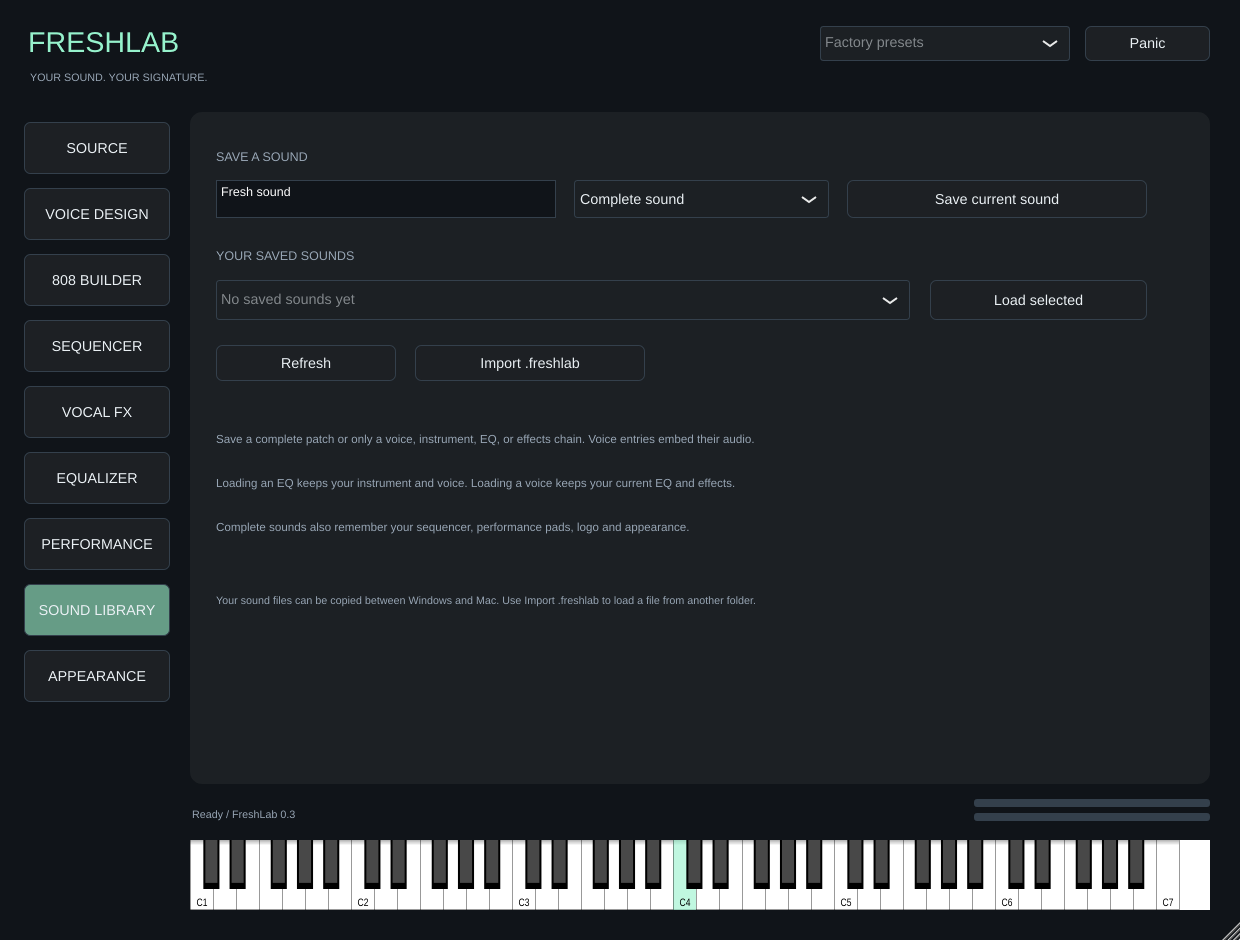 FRESHLAB
Factory presets
Panic
YOUR SOUND. YOUR SIGNATURE.
SOURCE
VOICE DESIGN
808 BUILDER
SEQUENCER
VOCAL FX
EQUALIZER
PERFORMANCE
SOUND LIBRARY
APPEARANCE
SAVE A SOUND
Fresh sound
Complete sound
Save current sound
YOUR SAVED SOUNDS
No saved sounds yet
Load selected
Refresh
Import .freshlab
Save a complete patch or only a voice, instrument, EQ, or effects chain. Voice entries embed their audio.
Loading an EQ keeps your instrument and voice. Loading a voice keeps your current EQ and effects.
Complete sounds also remember your sequencer, performance pads, logo and appearance.
Your sound files can be copied between Windows and Mac. Use Import .freshlab to load a file from another folder.
Ready / FreshLab 0.3
C1 C2 C3 C4 C5 C6 C7